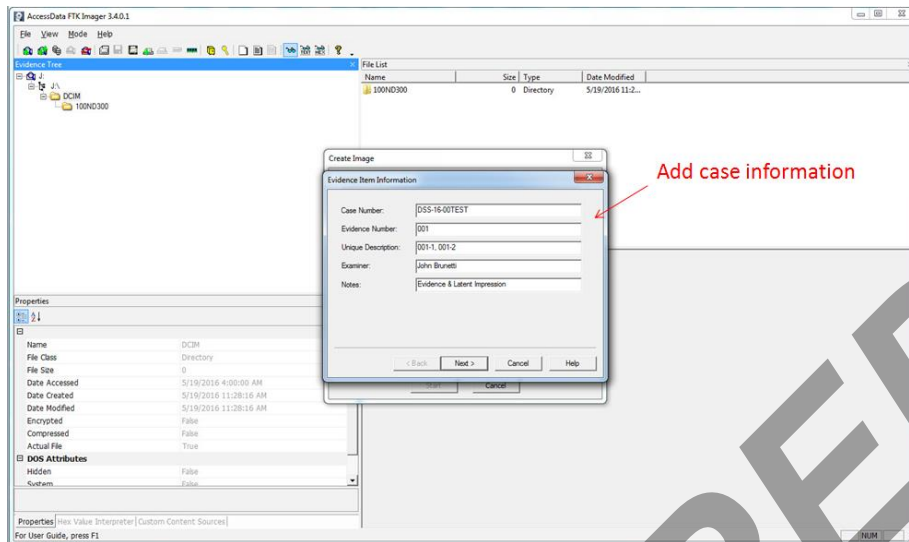 AccessData FTK Imager 3.4.0.1
File View Mode Help
Evidence Tree
J:
J:\
DCIM
100ND300
File List
Name Size Type Date Modified
100ND300 0 Directory 5/19/2016 11:2...
Create Image
Evidence Item Information
Case Number: DSS-16-00TEST
Evidence Number: 001
Unique Description: 001-1, 001-2
Examiner: John Brunetti
Notes: Evidence & Latent Impression
< Back Next > Cancel Help
Start Cancel
Add case information
Properties
Name DCIM
File Class Directory
File Size 0
Date Accessed 5/19/2016 4:00:00 AM
Date Created 5/19/2016 11:28:16 AM
Date Modified 5/19/2016 11:28:16 AM
Encrypted False
Compressed False
Actual File True
DOS Attributes
Hidden False
System False
Properties Hex Value Interpreter Custom Content Sources
For User Guide, press F1
NUM